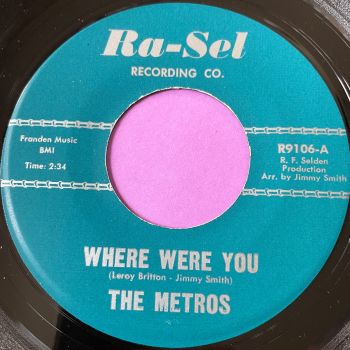 Ra-Sel
RECORDING CO.
Franden Music
BMI
Time: 2:34
R9106-A
R. F. Selden
Production
Arr. by Jimmy Smith
WHERE WERE YOU
(Leroy Britton - Jimmy Smith)
THE METROS